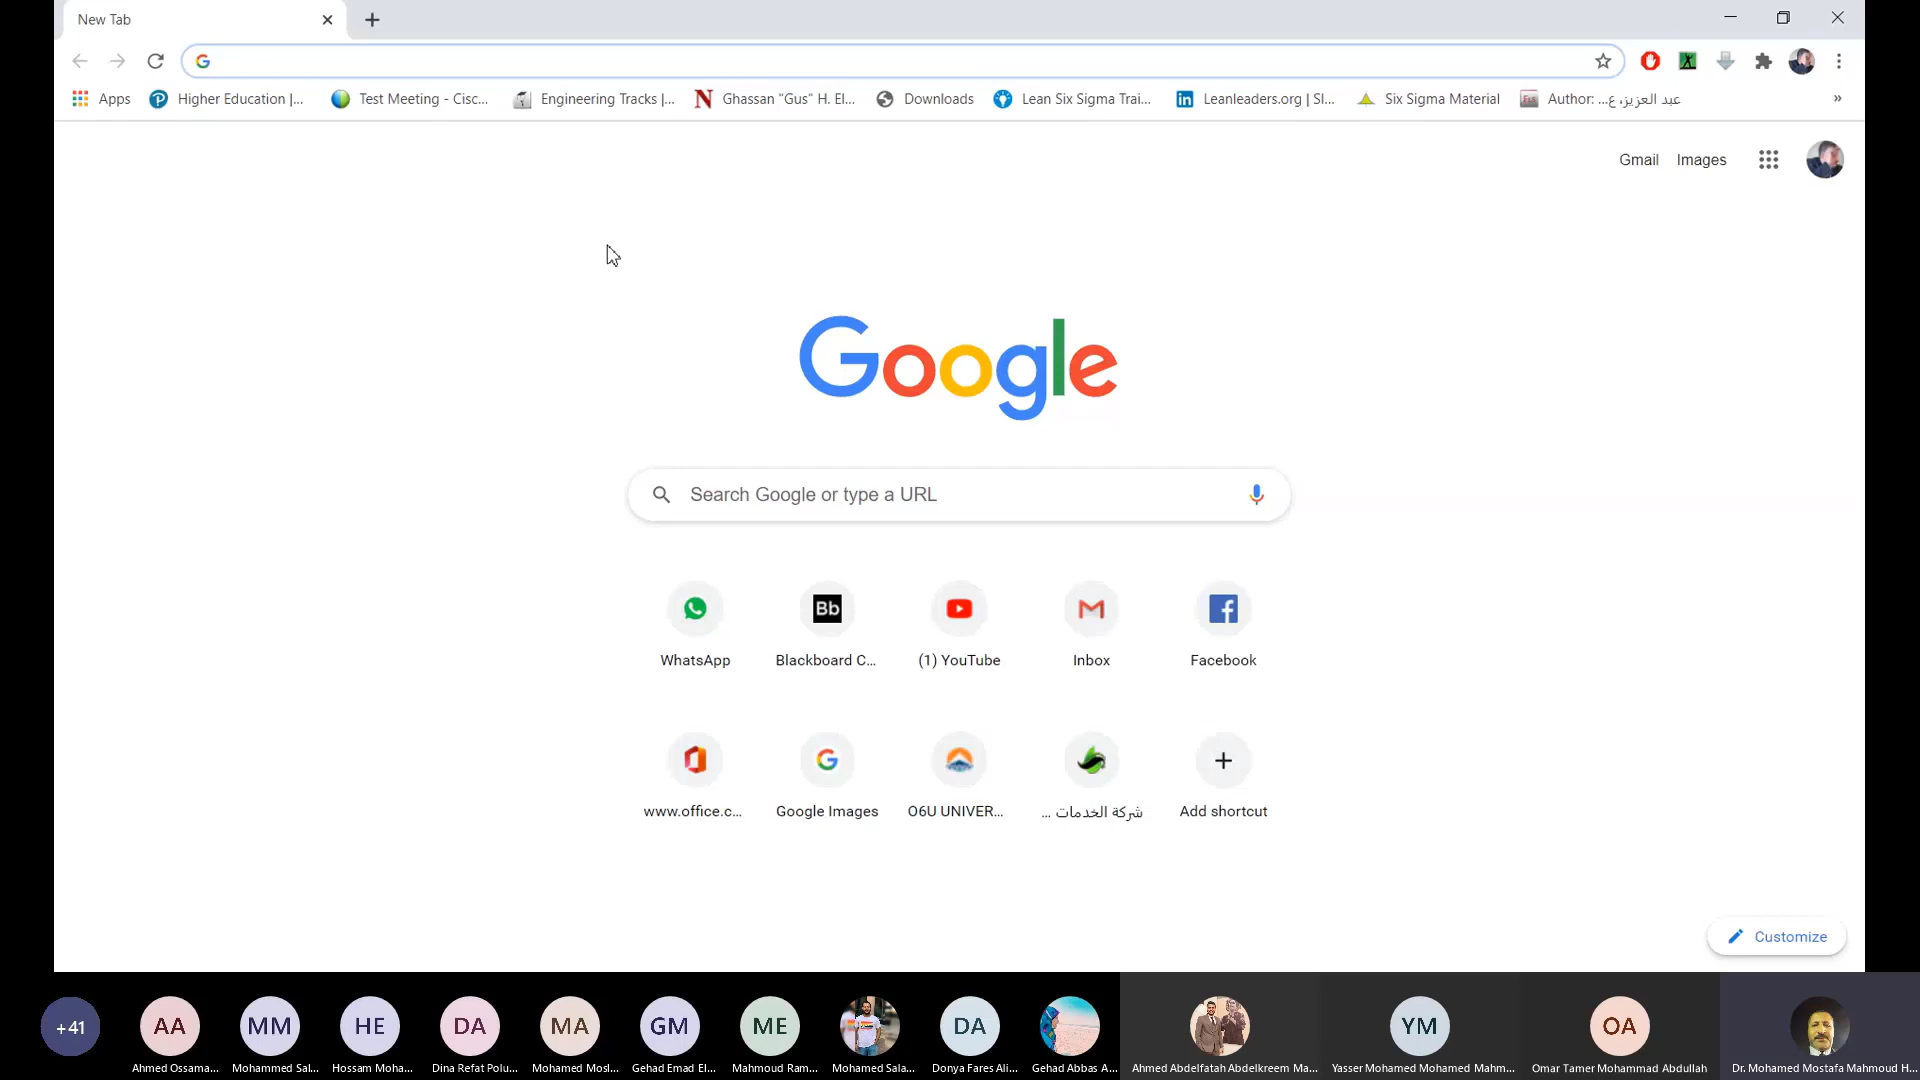 New Tab
Apps Higher Education |... Test Meeting - Cisc... Engineering Tracks |... Ghassan "Gus" H. El... Downloads Lean Six Sigma Trai... Leanleaders.org | Sl... Six Sigma Material Author: ...عبد العزيز، ع »
Gmail Images
Google
Search Google or type a URL
Bb
WhatsApp Blackboard C... (1) YouTube Inbox Facebook
www.office.c... Google Images O6U UNIVER... شركة الخدمات ... Add shortcut
Customize
+41 AA MM HE DA MA GM ME DA YM OA
Ahmed Ossama... Mohammed Sal... Hossam Moha... Dina Refat Polu... Mohamed Mosl... Gehad Emad El... Mahmoud Ram... Mohamed Sala... Donya Fares Ali... Gehad Abbas A... Ahmed Abdelfatah Abdelkreem Ma... Yasser Mohamed Mohamed Mahm... Omar Tamer Mohammad Abdullah Dr. Mohamed Mostafa Mahmoud H...